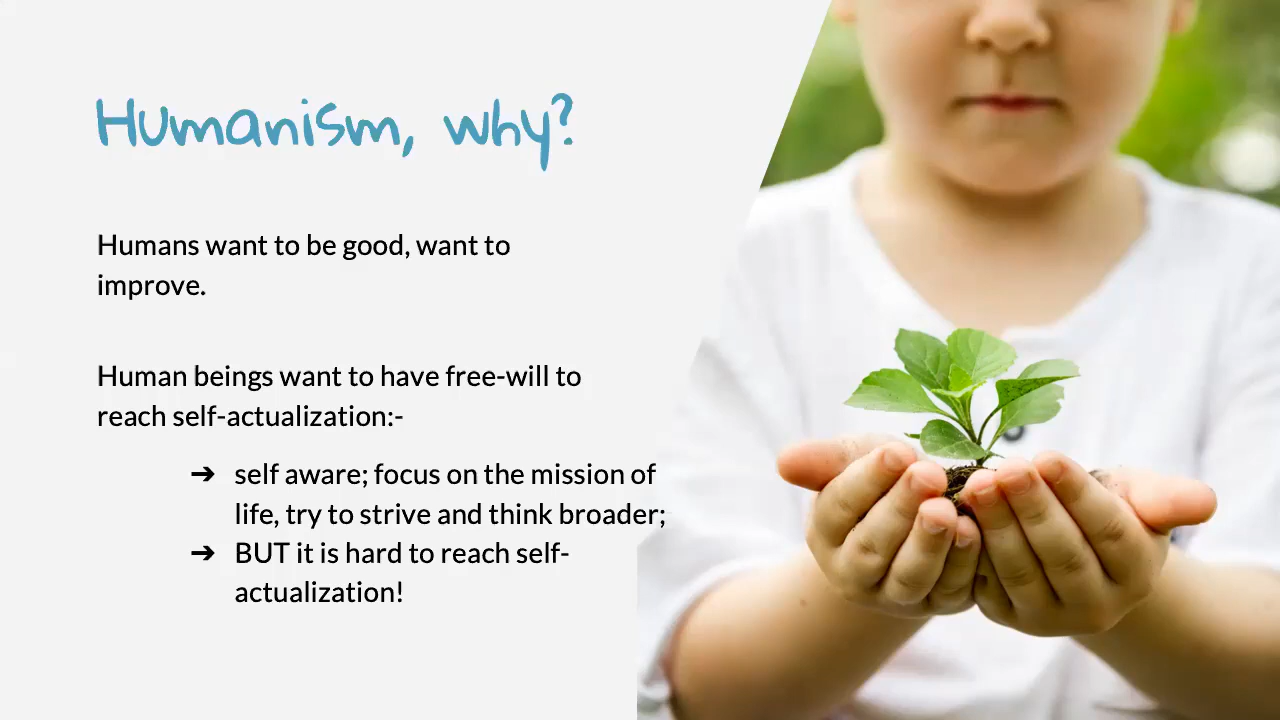 Humanism, why?
Humans want to be good, want to
improve.
Human beings want to have free-will to
reach self-actualization:-
➔ self aware; focus on the mission of
life, try to strive and think broader;
➔ BUT it is hard to reach self-
actualization!